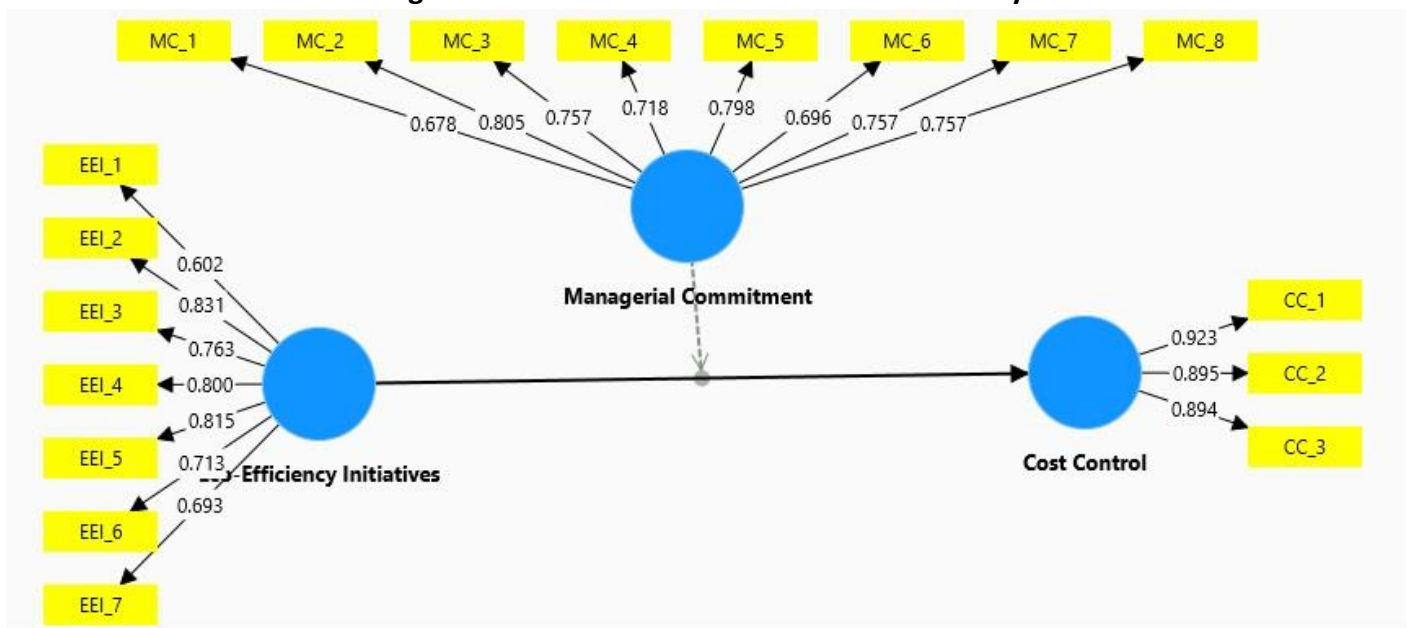 MC_1 MC_2 MC_3 MC_4 MC_5 MC_6 MC_7 MC_8
0.678 0.805 0.757 0.718 0.798 0.696 0.757 0.757
EEI_1
EEI_2
EEI_3
EEI_4
EEI_5
EEI_6
EEI_7
0.602
0.831
0.763
0.800
0.815
0.713
0.693
-Efficiency Initiatives
Managerial Commitment
0.923
0.895
0.894
CC_1
CC_2
CC_3
Cost Control